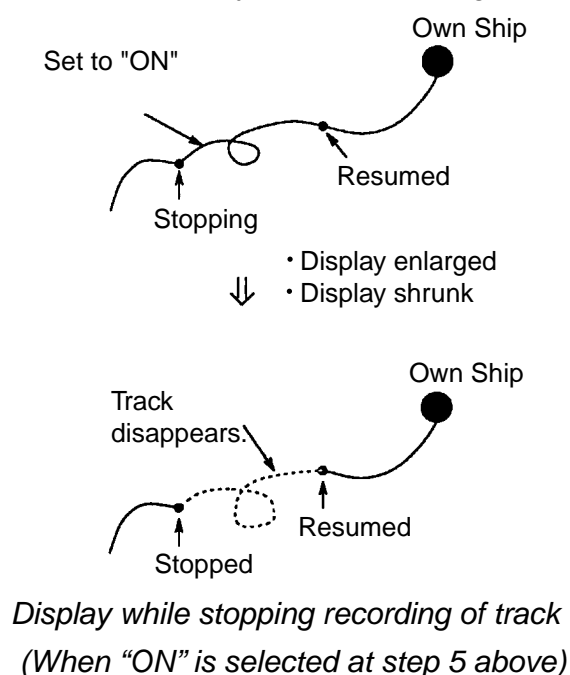 Own Ship
Set to "ON"
Resumed
Stopping
・Display enlarged
・Display shrunk
⇓
Own Ship
Track
disappears.
Resumed
Stopped
Display while stopping recording of track
(When “ON” is selected at step 5 above)